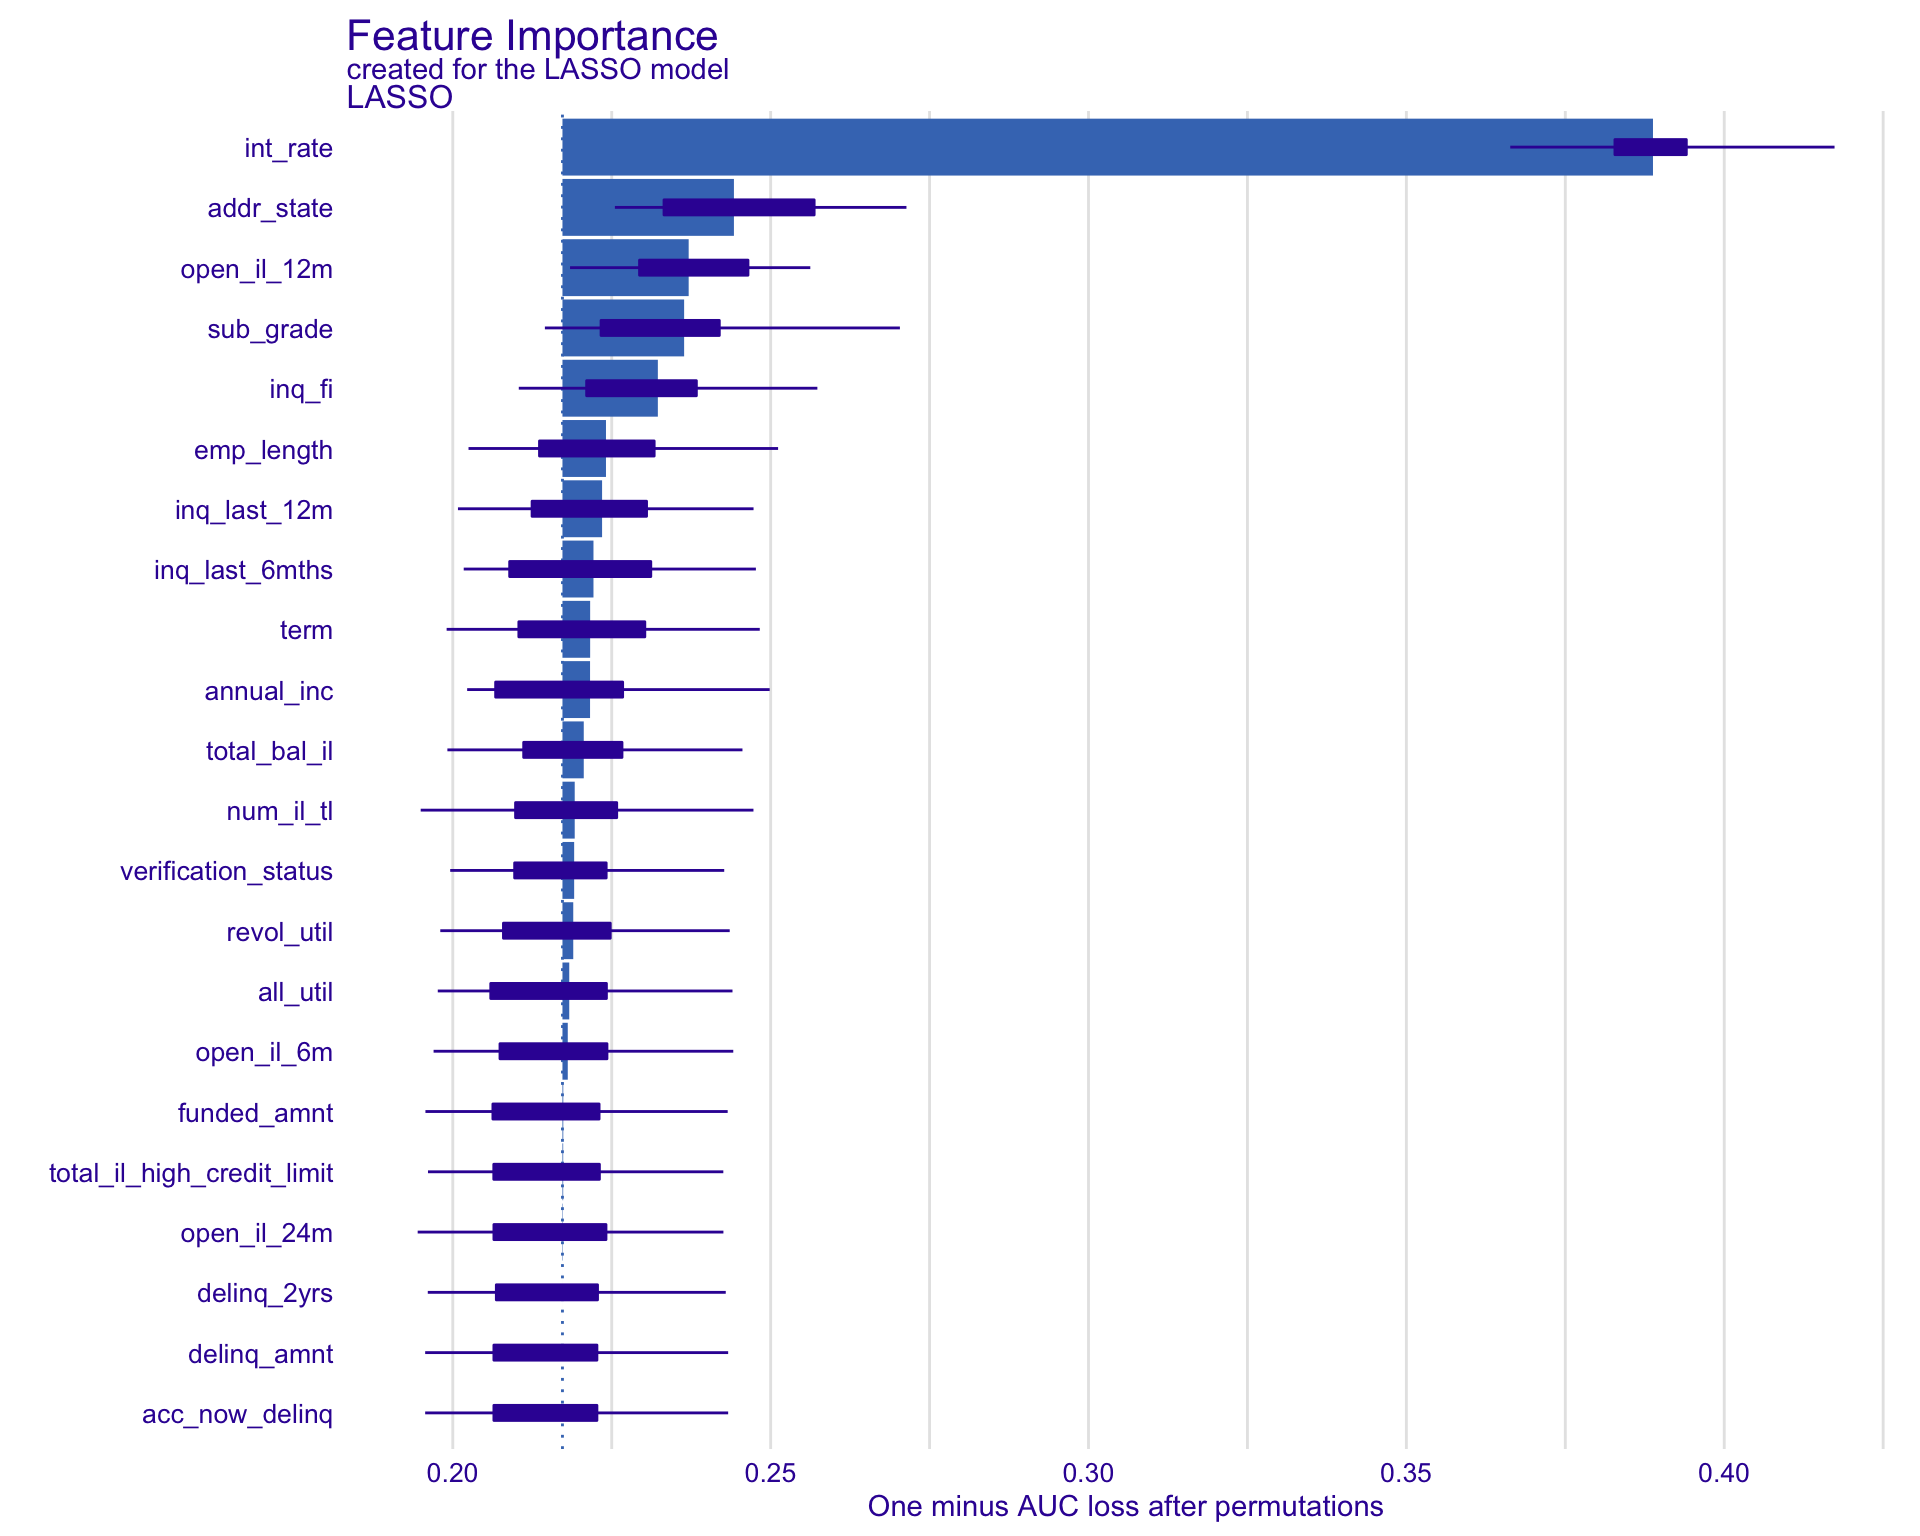 Feature Importance
created for the LASSO model
LASSO
int_rate
addr_state
open_il_12m
sub_grade
inq_fi
emp_length
inq_last_12m
inq_last_6mths
term
annual_inc
total_bal_il
num_il_tl
verification_status
revol_util
all_util
open_il_6m
funded_amnt
total_il_high_credit_limit
open_il_24m
delinq_2yrs
delinq_amnt
acc_now_delinq
0.20 0.25 0.30 0.35 0.40
One minus AUC loss after permutations